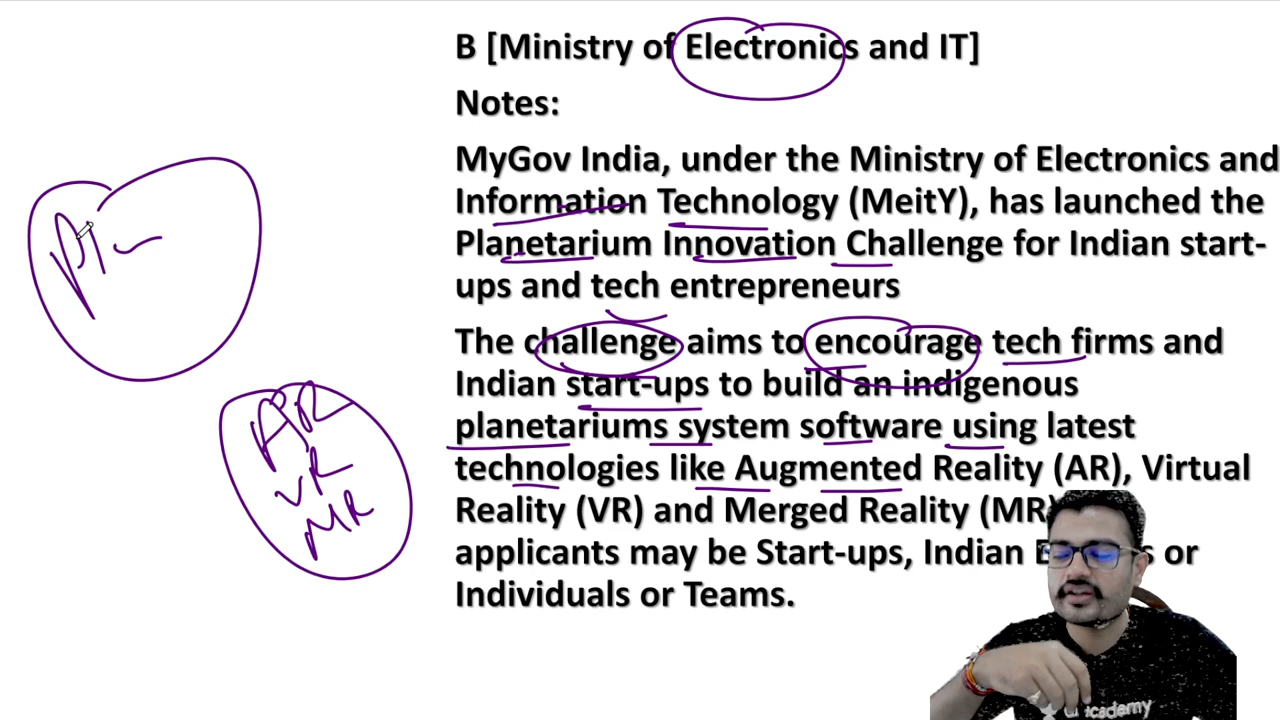 B [Ministry of Electronics and IT]
Notes:
MyGov India, under the Ministry of Electronics and
Information Technology (MeitY), has launched the
Planetarium Innovation Challenge for Indian start-
ups and tech entrepreneurs
The challenge aims to encourage tech firms and
Indian start-ups to build an indigenous
planetariums system software using latest
technologies like Augmented Reality (AR), Virtual
Reality (VR) and Merged Reality (MR)
applicants may be Start-ups, Indian or
Individuals or Teams.
AR
VR
MR